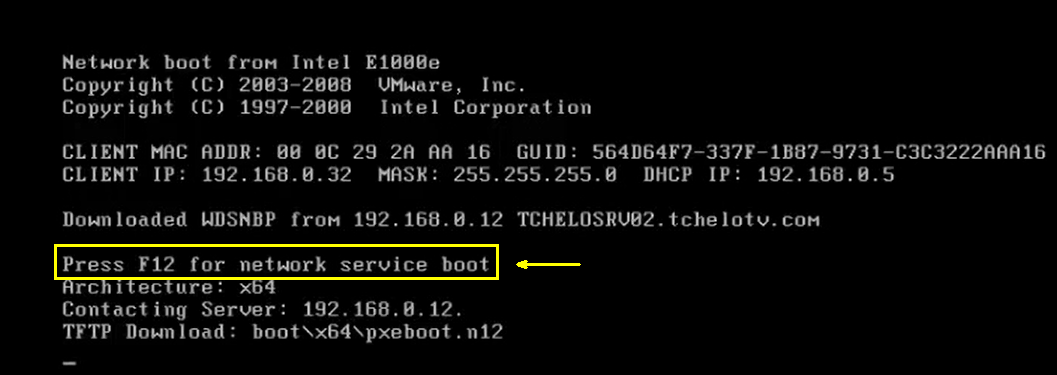 Network boot from Intel E1000e
Copyright (C) 2003-2008  VMware, Inc.
Copyright (C) 1997-2000  Intel Corporation
CLIENT MAC ADDR: 00 0C 29 2A AA 16  GUID: 564D64F7-337F-1B87-9731-C3C3222AAA16
CLIENT IP: 192.168.0.32  MASK: 255.255.255.0  DHCP IP: 192.168.0.5
Downloaded WDSNBP from 192.168.0.12 TCHELOSRV02.tchelotv.com
Press F12 for network service boot
Architecture: x64
Contacting Server: 192.168.0.12.
TFTP Download: boot\x64\pxeboot.n12
_